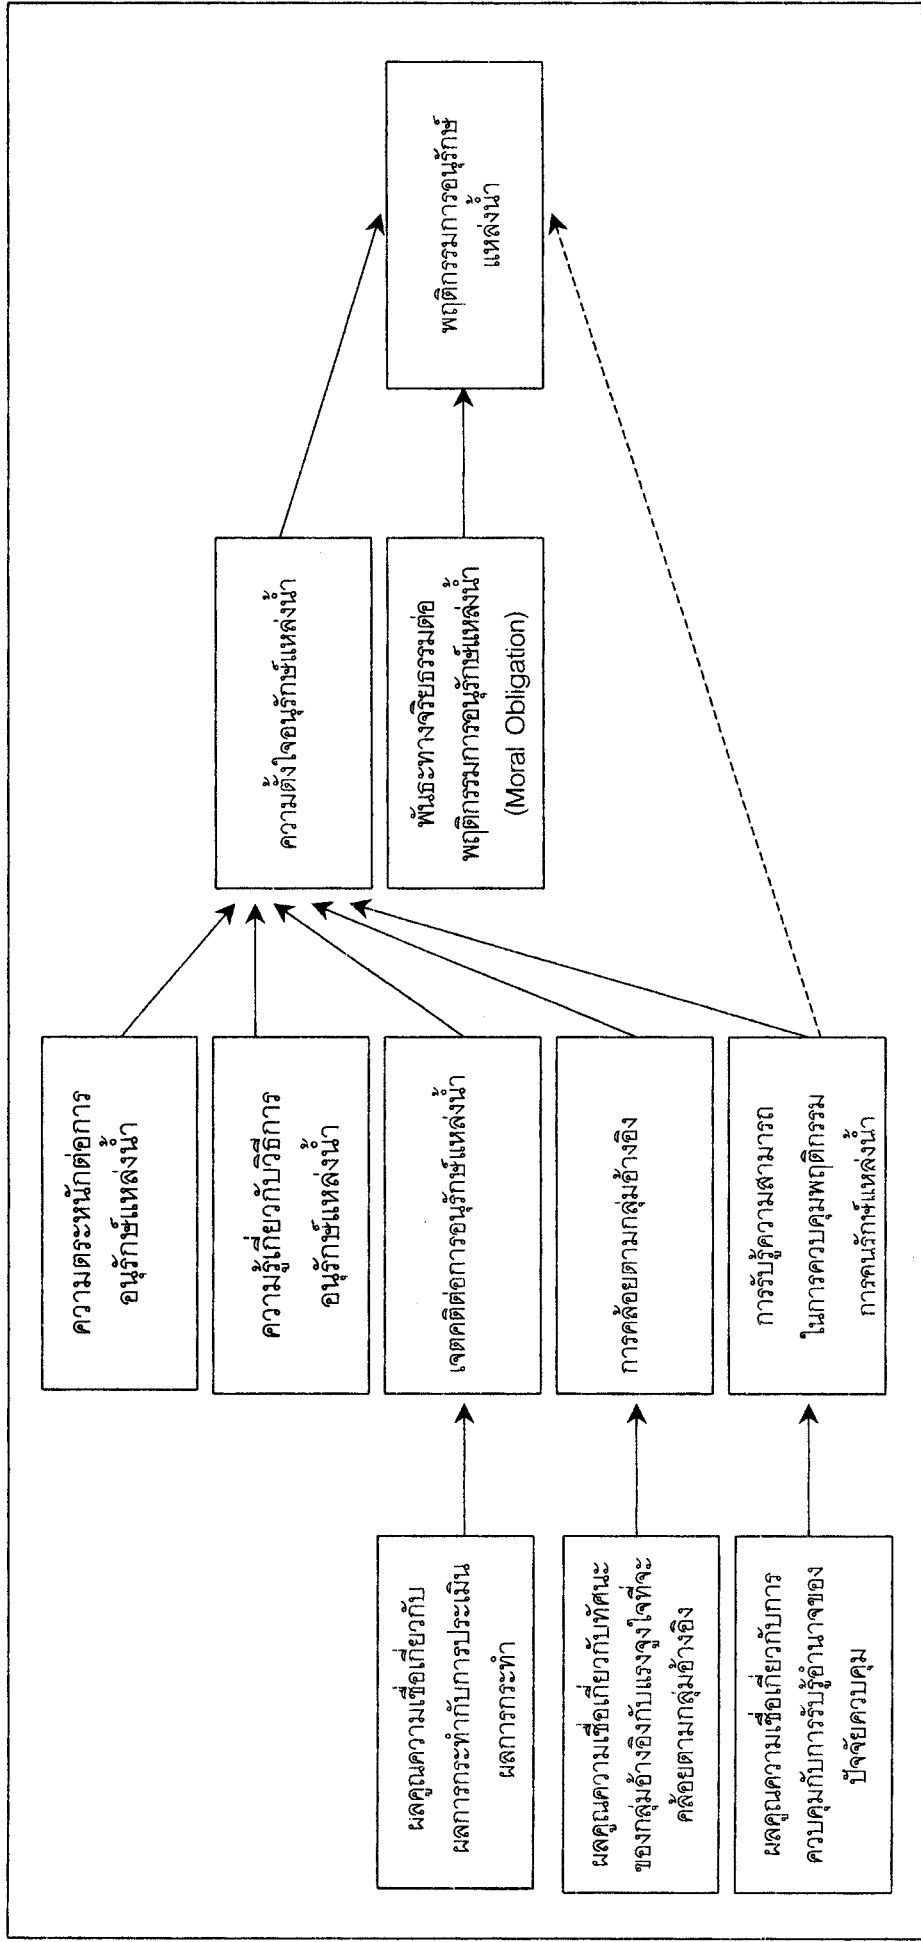 ความตระหนักต่อการ
อนุรักษ์แหล่งน้ำ
ความรู้เกี่ยวกับวิธีการ
อนุรักษ์แหล่งน้ำ
ผลคูณความเชื่อเกี่ยวกับ
ผลการกระทำกับการประเมิน
ผลการกระทำ
เจตคติต่อการอนุรักษ์แหล่งน้ำ
ผลคูณความเชื่อเกี่ยวกับทัศนะ
ของกลุ่มอ้างอิงกับแรงจูงใจที่จะ
คล้อยตามกลุ่มอ้างอิง
การคล้อยตามกลุ่มอ้างอิง
ผลคูณความเชื่อเกี่ยวกับการ
ควบคุมกับการรับรู้อำนาจของ
ปัจจัยควบคุม
การรับรู้ความสามารถ
ในการควบคุมพฤติกรรม
การคนรักษ์แหล่งน้ำ
ความตั้งใจอนุรักษ์แหล่งน้ำ
พันธะทางจริยธรรมต่อ
พฤติกรรมการอนุรักษ์แหล่งน้ำ
(Moral Obligation)
พฤติกรรมการอนุรักษ์
แหล่งน้ำ